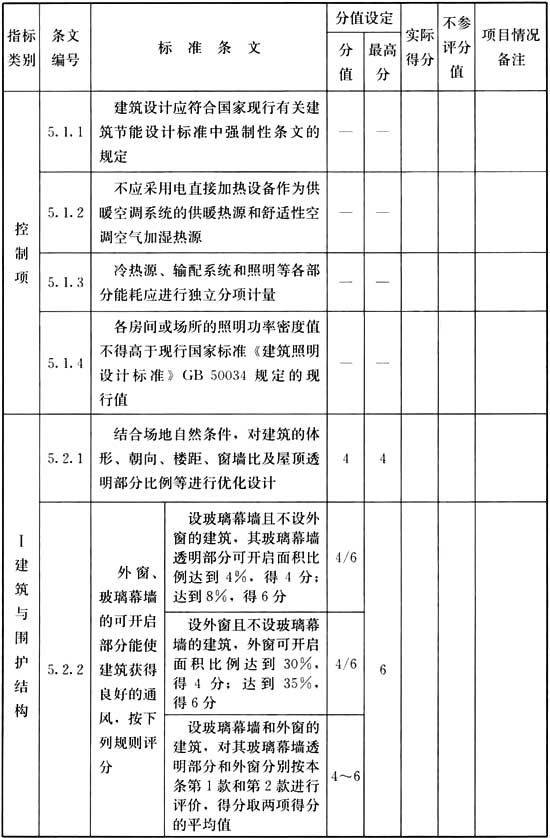 指标类别 条文编号 标准条文 分值设定 实际得分 不参评分值 项目情况备注
分值 最高分
控制项
5.1.1
建筑设计应符合国家现行有关建
筑节能设计标准中强制性条文的
规定
— —
5.1.2
不应采用电直接加热设备作为供
暖空调系统的供暖热源和舒适性空
调空气加湿热源
— —
5.1.3
冷热源、输配系统和照明等各部
分能耗应进行独立分项计量
— —
5.1.4
各房间或场所的照明功率密度值
不得高于现行国家标准《建筑照明
设计标准》GB 50034 规定的现
行值
— —
Ⅰ建筑与围护结构
5.2.1
结合场地自然条件，对建筑的体
形、朝向、楼距、窗墙比及屋顶透
明部分比例等进行优化设计
4 4
5.2.2
外窗、
玻璃幕墙
的可开启
部分能使
建筑获得
良好的通
风，按下
列规则评
分
设玻璃幕墙且不设外
窗的建筑，其玻璃幕墙
透明部分可开启面积比
例达到 4%，得 4 分；
达到8%，得6分
4/6
设外窗且不设玻璃幕
墙的建筑，外窗可开启
面积比例达到 30%，
得 4 分；达到 35%，
得6分
4/6
设玻璃幕墙和外窗的
建筑，对其玻璃幕墙透
明部分和外窗分别按本
条第1款和第2款进行
评价，得分取两项得分
的平均值
4～6
6